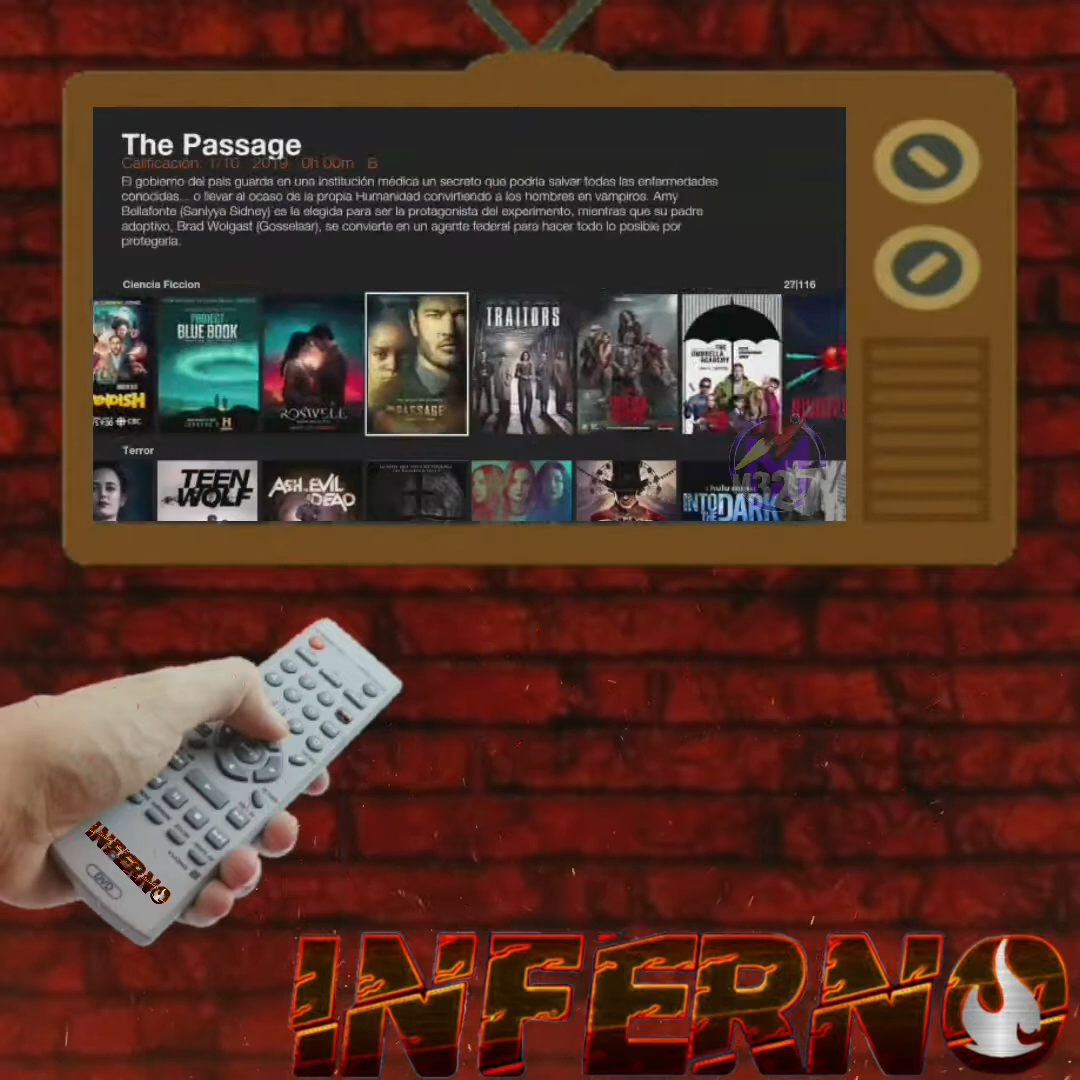 The Passage
Calificación: 1/10 2019 0h 00m B
El gobierno del país guarda en una institución médica un secreto que podría salvar todas las enfermedades
conocidas... o llevar al ocaso de la propia Humanidad convirtiendo a los hombres en vampiros. Amy
Bellafonte (Saniyya Sidney) es la elegida para ser la protagonista del experimento, mientras que su padre
adoptivo, Brad Wolgast (Gosselaar), se convierte en un agente federal para hacer todo lo posible por
protegerla.
Ciencia Ficcion
27|116
PROJECT
BLUE BOOK
H
ROSWELL
THE PASSAGE
TRAITORS
THE
UMBRELLA
ACADEMY
CBC
Terror
TEEN
WOLF
ASH vs EVIL
DEAD
hulu
INTO
THE DARK
INFERNO
DVD
INFERNO